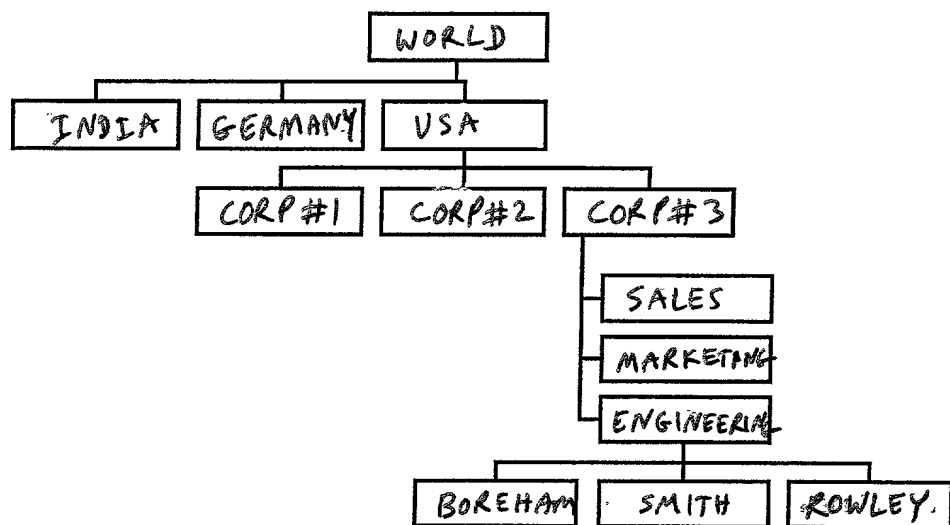 WORLD
INDIA GERMANY USA
CORP#1 CORP#2 CORP#3
SALES
MARKETING
ENGINEERING
BOREHAM SMITH ROWLEY.